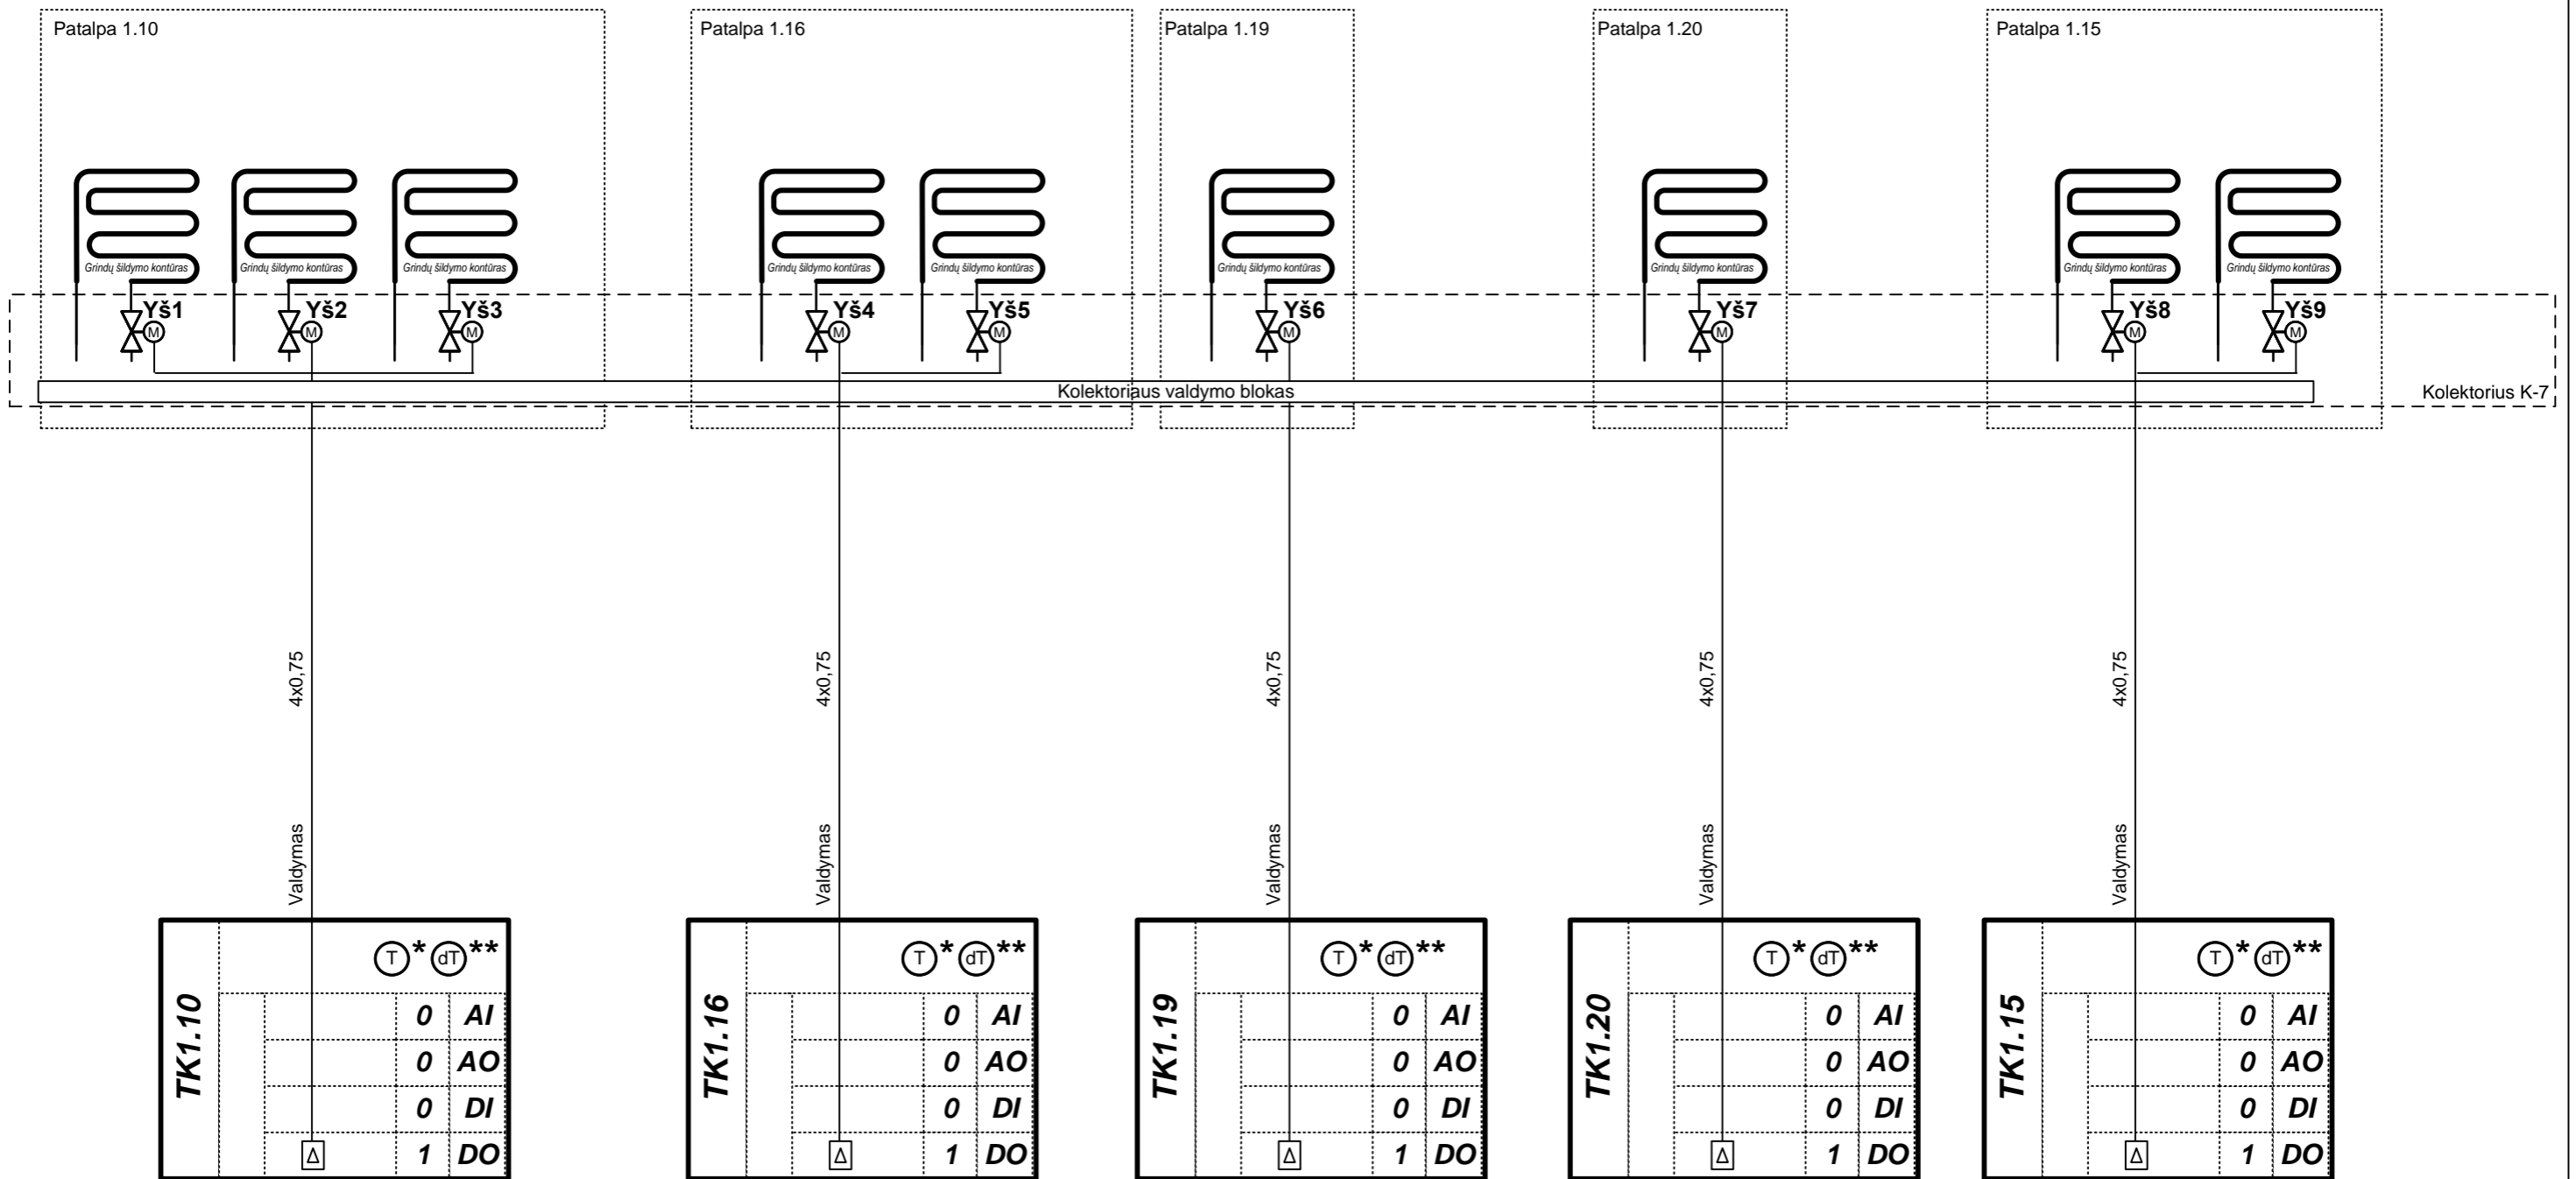 Patalpa 1.10
Patalpa 1.16
Patalpa 1.19
Patalpa 1.20
Patalpa 1.15
Grindų šildymo kontūras
Grindų šildymo kontūras
Grindų šildymo kontūras
Grindų šildymo kontūras
Grindų šildymo kontūras
Grindų šildymo kontūras
Grindų šildymo kontūras
Grindų šildymo kontūras
Grindų šildymo kontūras
Yš1
Yš2
Yš3
Yš4
Yš5
Yš6
Yš7
Yš8
Yš9
M
M
M
M
M
M
M
M
M
Kolektoriaus valdymo blokas
Kolektorius K-7
4x0,75
4x0,75
4x0,75
4x0,75
4x0,75
Valdymas
Valdymas
Valdymas
Valdymas
Valdymas
TK1.10
T * dT **
0 AI
0 AO
0 DI
Δ 1 DO
TK1.16
T * dT **
0 AI
0 AO
0 DI
Δ 1 DO
TK1.19
T * dT **
0 AI
0 AO
0 DI
Δ 1 DO
TK1.20
T * dT **
0 AI
0 AO
0 DI
Δ 1 DO
TK1.15
T * dT **
0 AI
0 AO
0 DI
Δ 1 DO